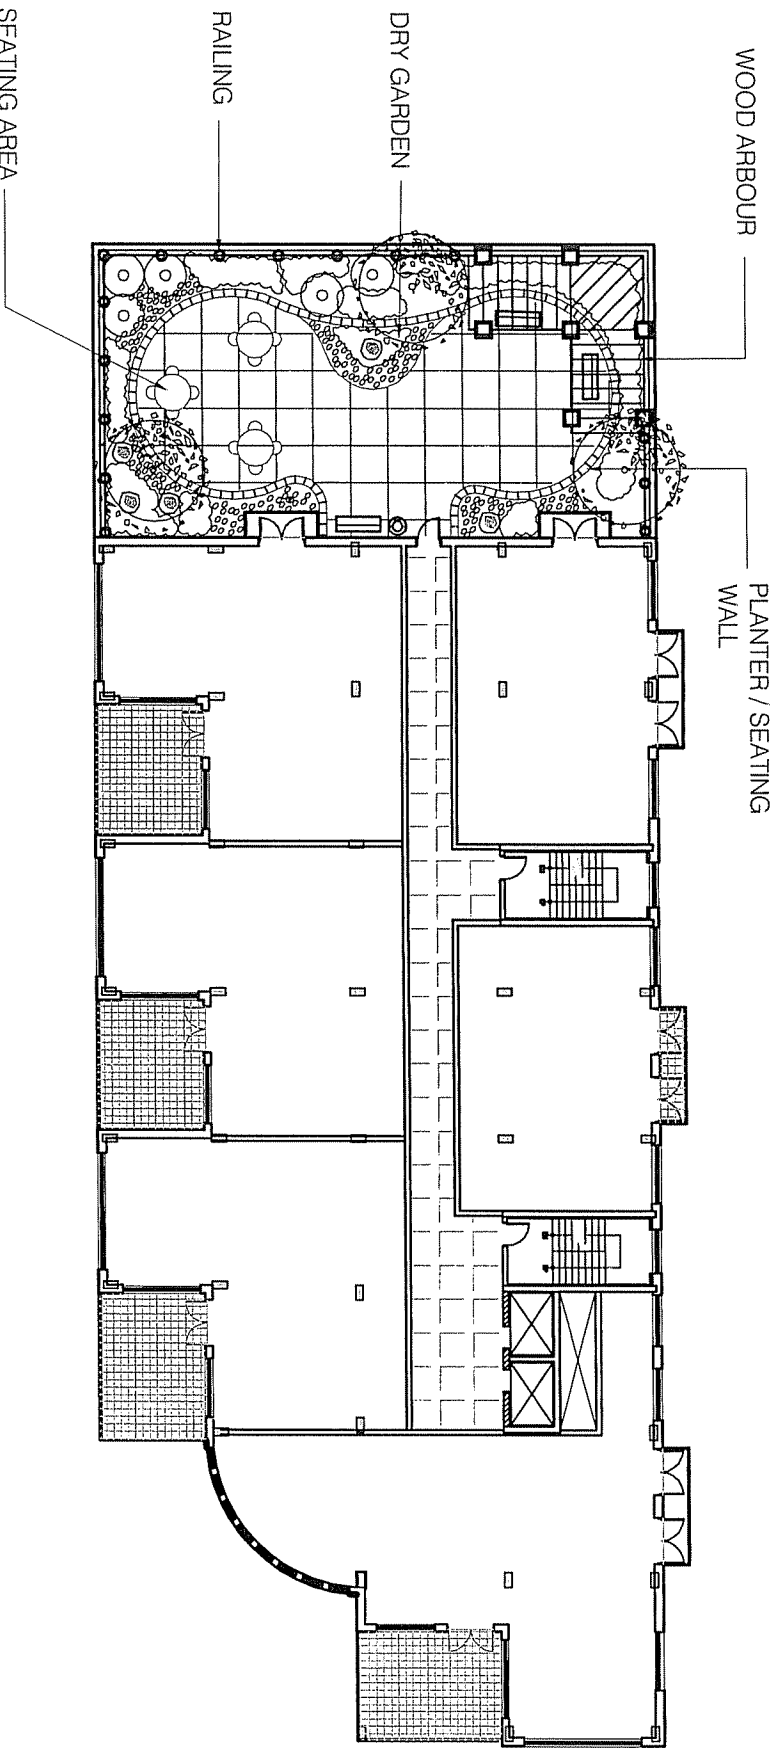 WOOD ARBOUR
PLANTER / SEATING
WALL
DRY GARDEN
RAILING
SEATING AREA